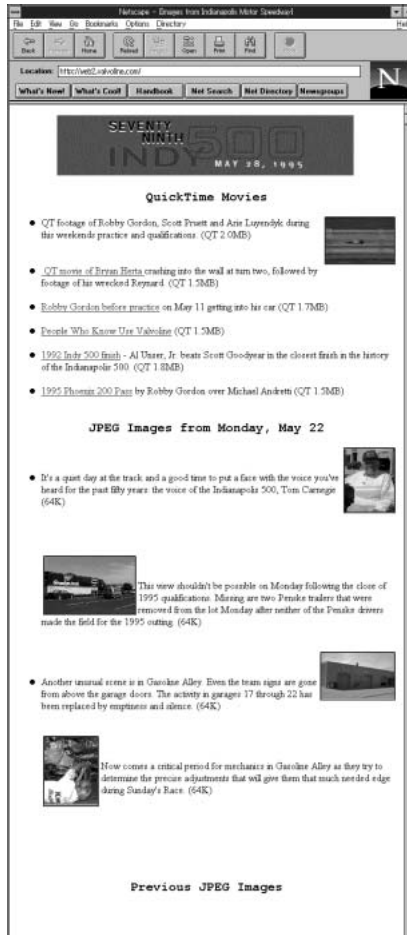 Netscape - [Images from Indianapolis Motor Speedway]
File Edit View Go Bookmarks Options Directory
Back
Home
Reload
Open
Print
Find
Location: http://web2.valvoline.com/
N
What's New! What's Cool! Handbook Net Search Net Directory Newsgroups
SEVENTY
NINTH
INDY 500
MAY 28, 1995
QuickTime Movies
QT footage of Robby Gordon, Scott Pruett and Arie Luyendyk during
this weekends practice and qualifications. (QT 2.0MB)
QT movie of Bryan Herta crashing into the wall at turn two, followed by
footage of his wrecked Reynard. (QT 1.5MB)
Robby Gordon before practice on May 11 getting into his car (QT 1.7MB)
People Who Know Use Valvoline (QT 1.5MB)
1992 Indy 500 finish - Al Unser, Jr. beats Scott Goodyear in the closest finish in the history
of the Indianapolis 500. (QT 1.8MB)
1995 Phoenix 200 Pass by Robby Gordon over Michael Andretti (QT 1.5MB)
JPEG Images from Monday, May 22
It's a quiet day at the track and a good time to put a face with the voice you've
heard for the past fifty years: the voice of the Indianapolis 500, Tom Carnegie
(64K)
This view shouldn't be possible on Monday following the close of
1995 qualifications. Missing are two Penske trailers that were
removed from the lot Monday after neither of the Penske drivers
made the field for the 1995 outting. (64K)
Another unusual scene is in Gasoline Alley. Even the team signs are gone
from above the garage doors. The activity in garages 17 through 22 has
been replaced by emptiness and silence. (64K)
Now comes a critical period for mechanics in Gasoline Alley as they try to
determine the precise adjustments that will give them that much needed edge
during Sunday's Race. (64K)
Previous JPEG Images